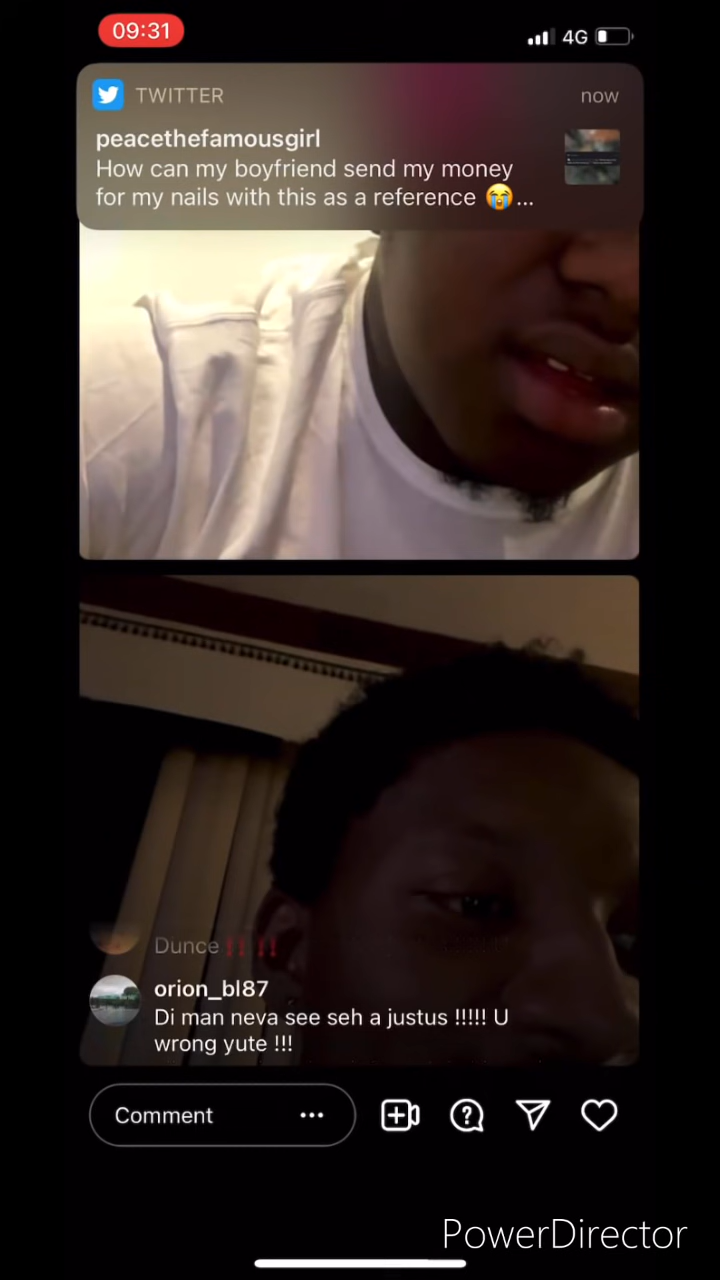 09:31
4G
TWITTER
now
peacethefamousgirl
How can my boyfriend send my money
for my nails with this as a reference 😭...
Dunce‼️ ‼️
orion_bl87
Di man neva see seh a justus !!!!! U
wrong yute !!!
Comment
PowerDirector